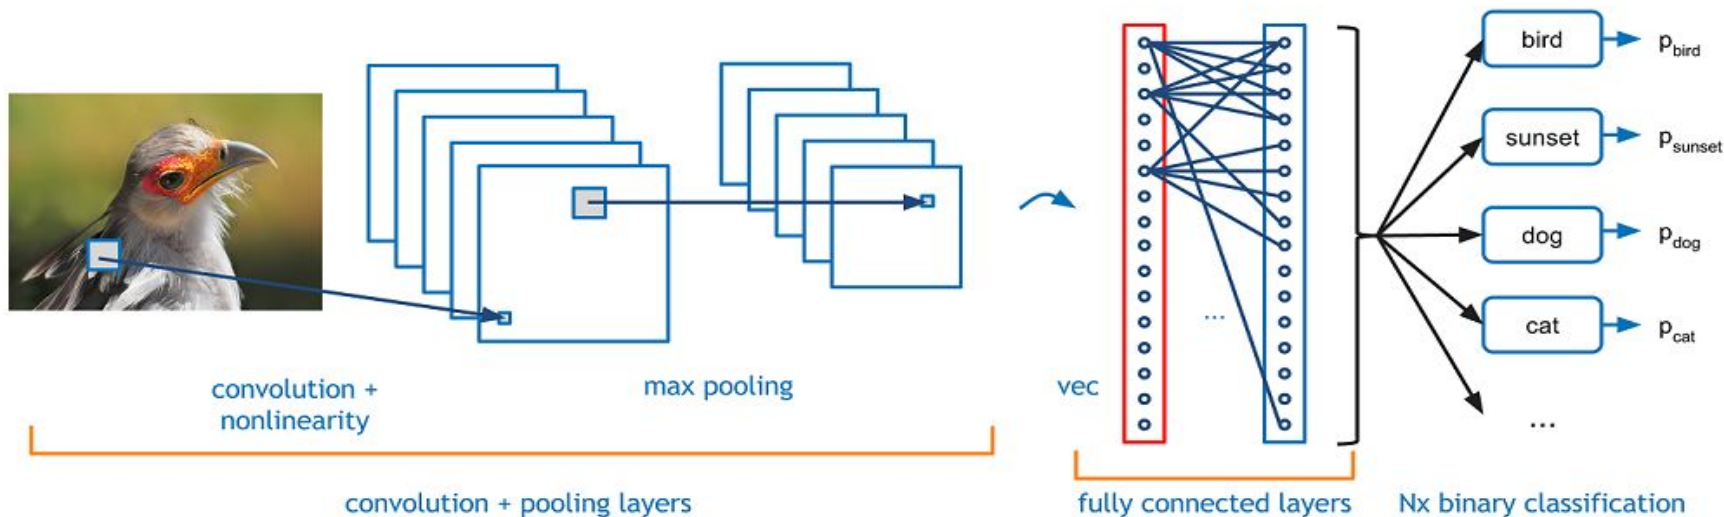 bird
p_bird
sunset
p_sunset
dog
p_dog
cat
p_cat
...
...
convolution +
nonlinearity
max pooling
vec
convolution + pooling layers
fully connected layers
Nx binary classification